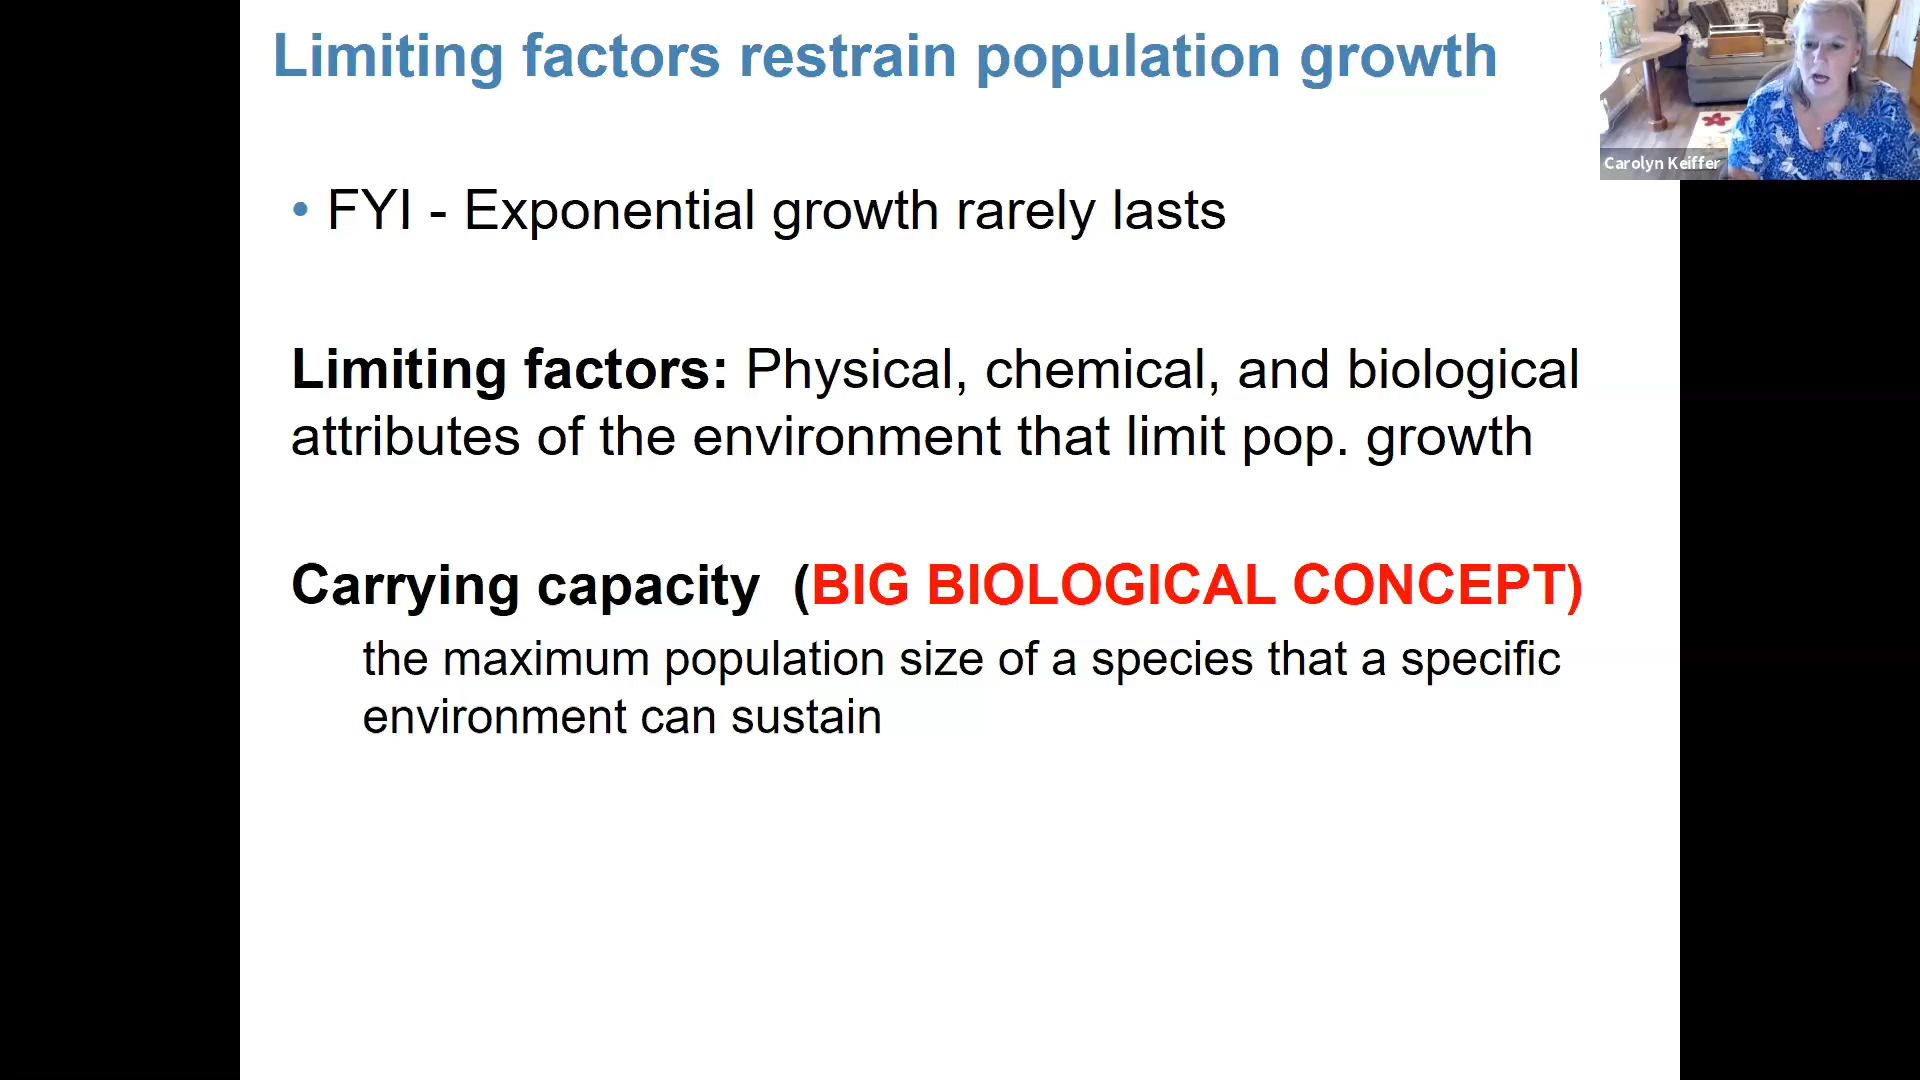 Limiting factors restrain population growth
Carolyn Keiffer
• FYI - Exponential growth rarely lasts
Limiting factors: Physical, chemical, and biological
attributes of the environment that limit pop. growth
Carrying capacity (BIG BIOLOGICAL CONCEPT)
the maximum population size of a species that a specific
environment can sustain